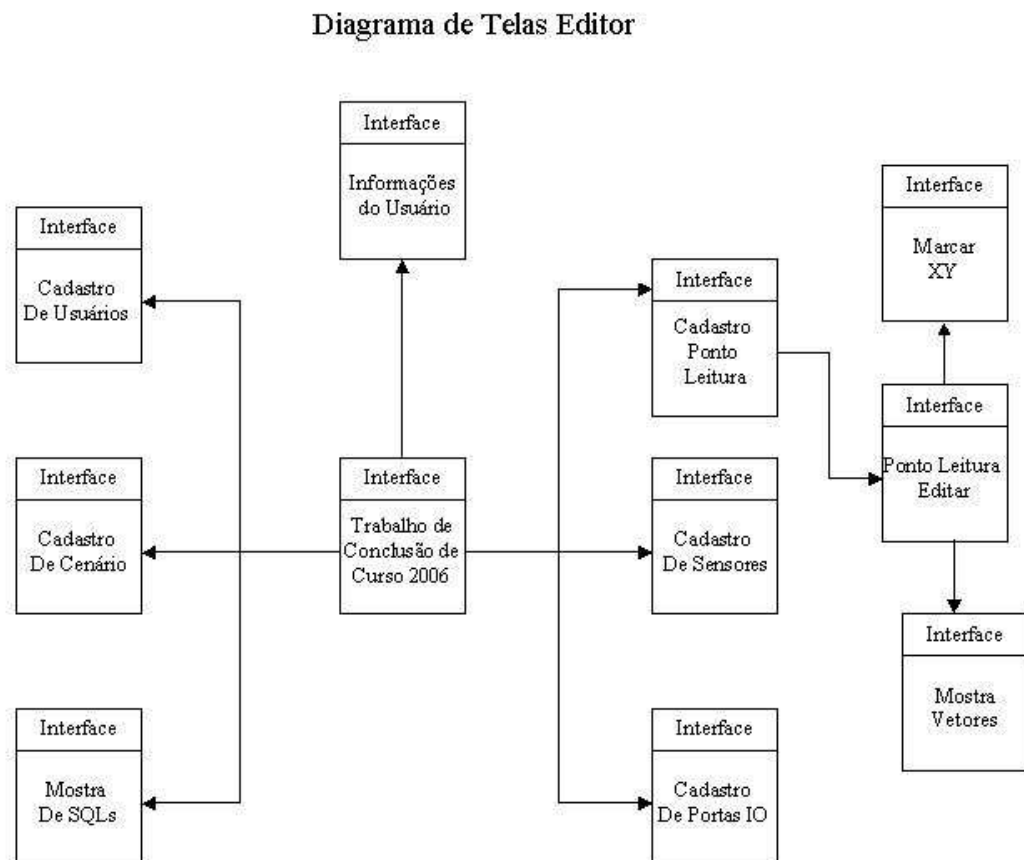 Diagrama de Telas Editor
Interface
Informações
do Usuário
Interface
Cadastro
De Usuários
Interface
Marcar
XY
Interface
Cadastro
Ponto
Leitura
Interface
Ponto Leitura
Editar
Interface
Cadastro
De Cenário
Interface
Trabalho de
Conclusão de
Curso 2006
Interface
Cadastro
De Sensores
Interface
Mostra
Vetores
Interface
Mostra
De SQLs
Interface
Cadastro
De Portas IO